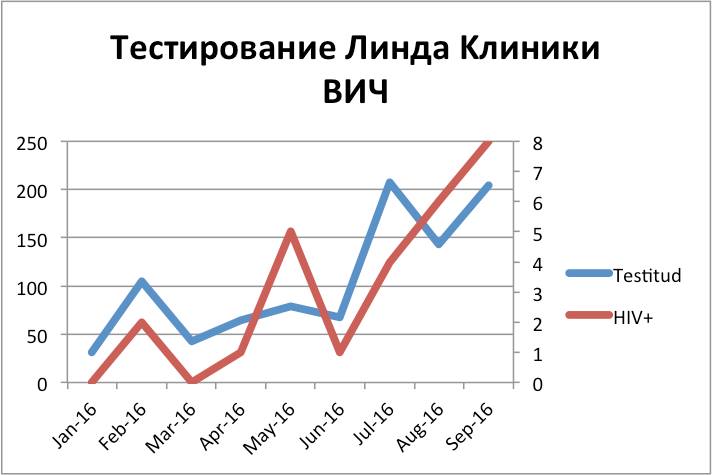 Тестирование Линда Клиники
ВИЧ
250
200
150
100
50
0
8
7
6
5
4
3
2
1
0
Jan-16
Feb-16
Mar-16
Apr-16
May-16
Jun-16
Jul-16
Aug-16
Sep-16
Testitud
HIV+